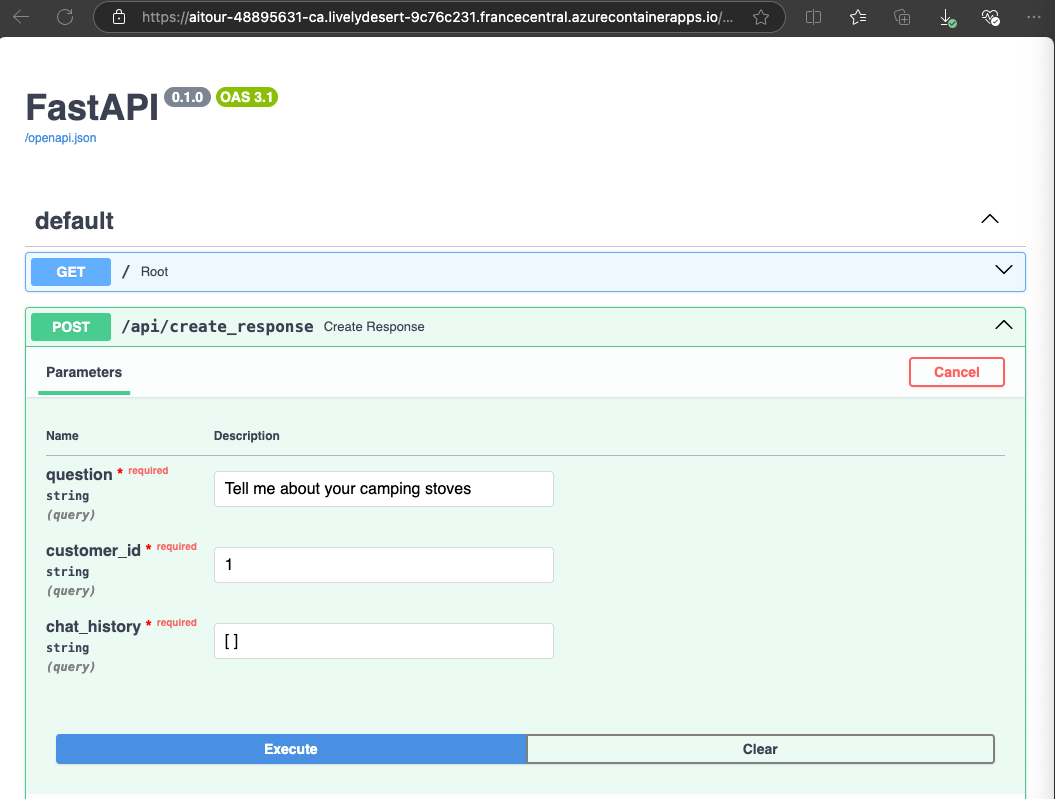 https://aitour-48895631-ca.livelydesert-9c76c231.francecentral.azurecontainerapps.io/...
FastAPI 0.1.0 OAS 3.1
/openapi.json
default
GET / Root
POST /api/create_response Create Response
Parameters Cancel
Name Description
question * required
string
(query)
Tell me about your camping stoves
customer_id * required
string
(query)
1
chat_history * required
string
(query)
[ ]
Execute Clear